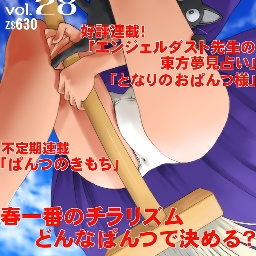 vol.28
ZS630
好評連載!
「エンジェルダスト先生の
東方夢見占い」
「となりのおぱんつ様」
不定期連載
「ぱんつのきもち」
春一番のチラリズム
どんなぱんつで決める?